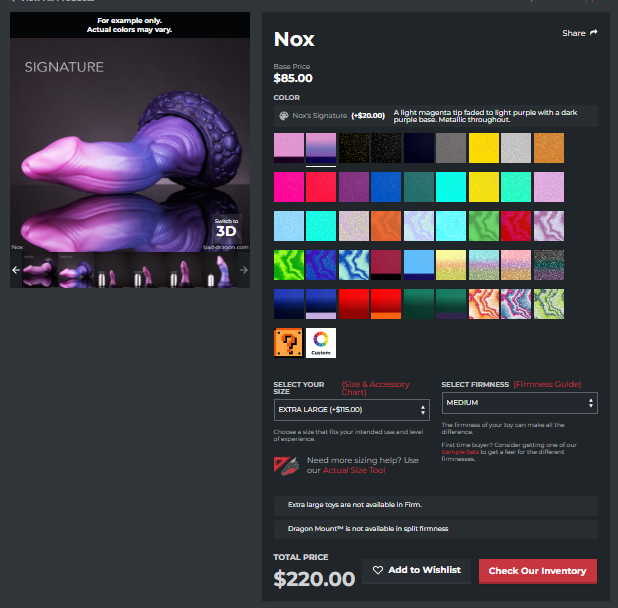 For example only.
Actual colors may vary.
SIGNATURE
Switch to
3D
Nox
bad-dragon.com
Nox
Share
Base Price
$85.00
COLOR
Nox's Signature (+$20.00) A light magenta tip faded to light purple with a dark
purple base. Metallic throughout.
?
Custom
SELECT YOUR
SIZE
(Size & Accessory
Chart)
EXTRA LARGE (+$115.00)
Choose a size that fits your intended use and level
of experience.
Need more sizing help? Use
our Actual Size Tool
SELECT FIRMNESS (Firmness Guide)
MEDIUM
The firmness of your toy can make all the
difference.
First time buyer? Consider getting one of our
Sample Sets to get a feel for the different
firmnesses.
Extra large toys are not available in Firm.
Dragon Mount™ is not available in split firmness
TOTAL PRICE
$220.00
Add to Wishlist
Check Our Inventory